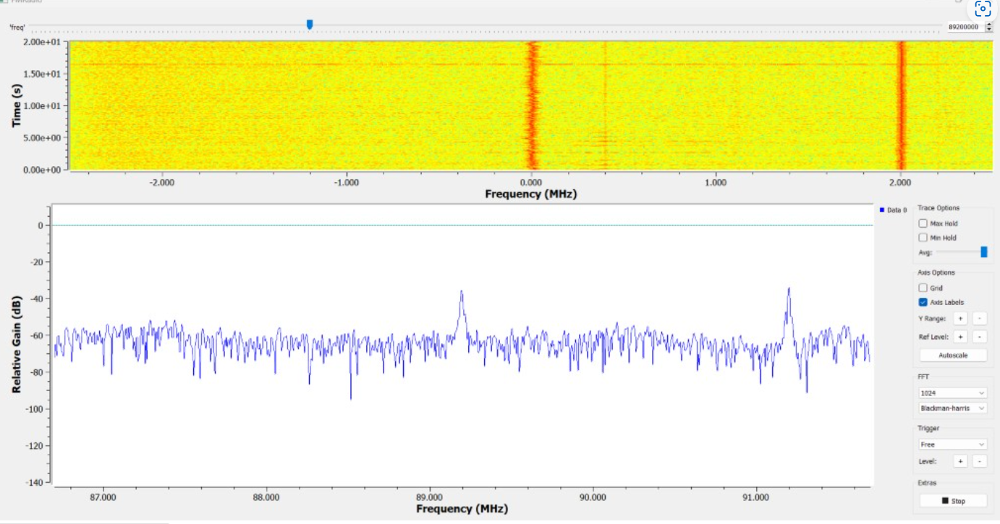 'freq'
89200000
2.00e+01
1.50e+01
1.00e+01
5.00e+00
0.00e+00
Time (s)
-2.000 -1.000 0.000 1.000 2.000
Frequency (MHz)
0
-20
-40
-60
-80
-100
-120
-140
Relative Gain (dB)
87.000 88.000 89.000 90.000 91.000
Frequency (MHz)
Data 0
Trace Options
Max Hold
Min Hold
Avg:
Axis Options
Grid
Axis Labels
Y Range: + -
Ref Level: + -
Autoscale
FFT
1024
Blackman-harris
Trigger
Free
Level: + -
Extras
Stop